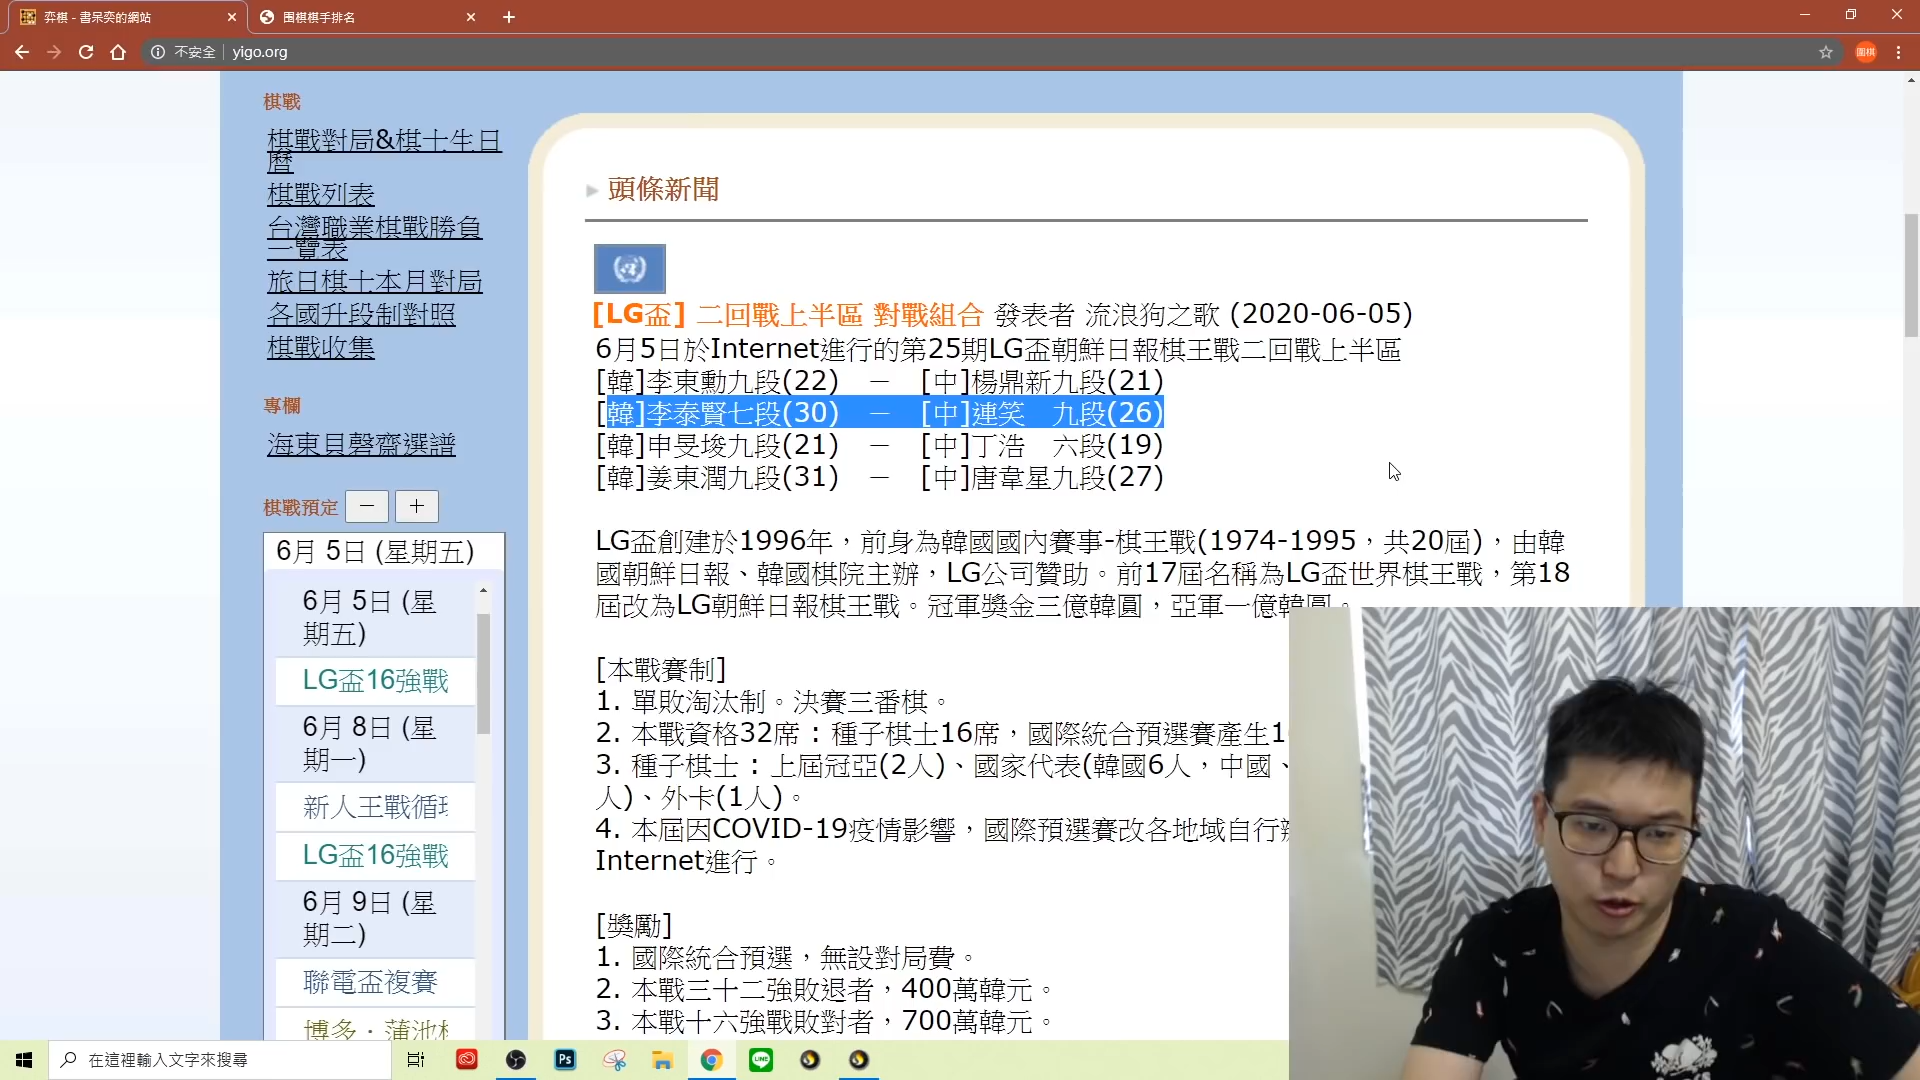 弈棋 - 書呆奕的網站
围棋棋手排名
不安全
yigo.org
棋戰
棋戰對局&棋士生日
曆
棋戰列表
台灣職業棋戰勝負
一覽表
旅日棋士本月對局
各國升段制對照
棋戰收集
專欄
海東貝磬齋選譜
棋戰預定
6月 5日 (星期五)
6月 5日 (星
期五)
LG盃16強戰
6月 8日 (星
期一)
新人王戰循
LG盃16強戰
6月 9日 (星
期二)
聯電盃複賽
博多．蒲池
頭條新聞
[LG盃] 二回戰上半區 對戰組合 發表者 流浪狗之歌 (2020-06-05)
6月5日於Internet進行的第25期LG盃朝鮮日報棋王戰二回戰上半區
[韓]李東勳九段(22) － [中]楊鼎新九段(21)
[韓]李泰賢七段(30) － [中]連笑　九段(26)
[韓]申旻埈九段(21) － [中]丁浩　六段(19)
[韓]姜東潤九段(31) － [中]唐韋星九段(27)
LG盃創建於1996年，前身為韓國國內賽事-棋王戰(1974-1995，共20屆)，由韓
國朝鮮日報、韓國棋院主辦，LG公司贊助。前17屆名稱為LG盃世界棋王戰，第18
屆改為LG朝鮮日報棋王戰。冠軍獎金三億韓圓，亞軍一億韓圓。
[本戰賽制]
1. 單敗淘汰制。決賽三番棋。
2. 本戰資格32席：種子棋士16席，國際統合預選賽產生1
3. 種子棋士：上屆冠亞(2人)、國家代表(韓國6人，中國、
人)、外卡(1人)。
4. 本屆因COVID-19疫情影響，國際預選賽改各地域自行
Internet進行。
[獎勵]
1. 國際統合預選，無設對局費。
2. 本戰三十二強敗退者，400萬韓元。
3. 本戰十六強戰敗對者，700萬韓元。
在這裡輸入文字來搜尋
Ps
LINE